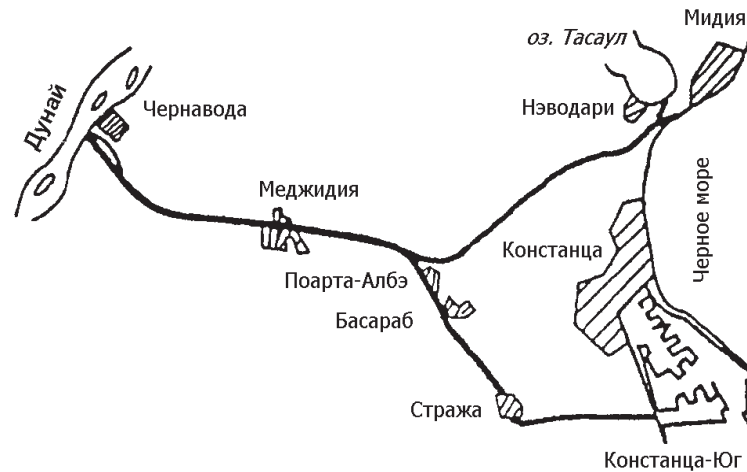 Мидия
оз. Тасаул
Дунай
Чернавода
Нэводари
Меджидия
Черное море
Констанца
Поарта-Албэ
Басараб
Стража
Констанца-Юг